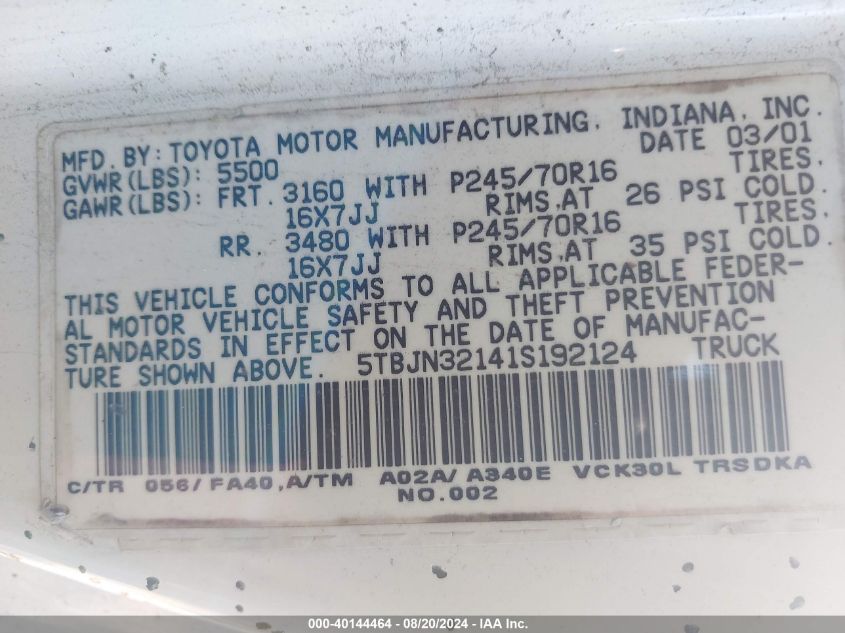 MFD. BY: TOYOTA MOTOR MANUFACTURING, INDIANA, INC.
GVWR(LBS): 5500 DATE 03/01
GAWR(LBS): FRT. 3160 WITH P245/70R16 TIRES,
16X7JJ RIMS,AT 26 PSI COLD.
RR. 3480 WITH P245/70R16 TIRES,
16X7JJ RIMS,AT 35 PSI COLD.
THIS VEHICLE CONFORMS TO ALL APPLICABLE FEDER-
AL MOTOR VEHICLE SAFETY AND THEFT PREVENTION
STANDARDS IN EFFECT ON THE DATE OF MANUFAC-
TURE SHOWN ABOVE. 5TBJN32141S192124 TRUCK
C/TR 056/FA40,A/TM A02A/A340E VCK30L TRSDKA
NO.002
000-40144464 - 08/20/2024 - IAA Inc.